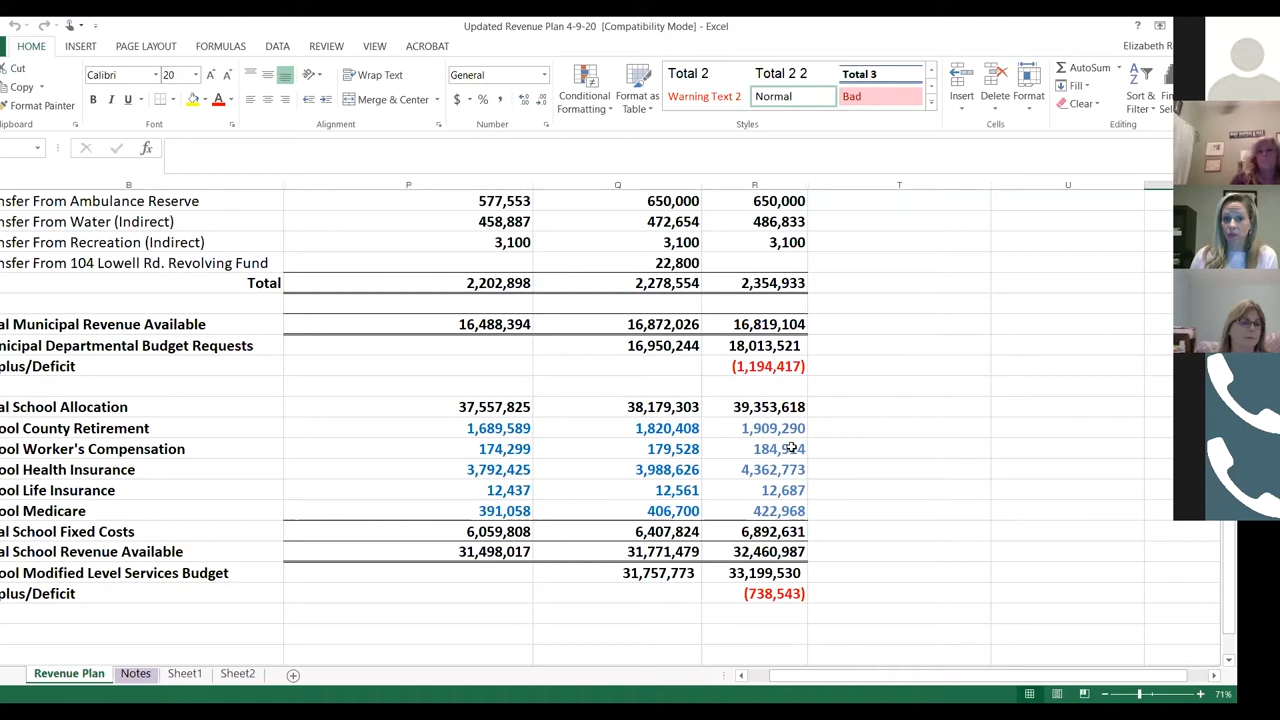 Updated Revenue Plan 4-9-20 [Compatibility Mode] - Excel
?
HOME INSERT PAGE LAYOUT FORMULAS DATA REVIEW VIEW ACROBAT
Elizabeth R
Cut
Copy
Format Painter
lipboard
Calibri 20
B I U
Font
Wrap Text
Merge & Center
Alignment
General
$ % ,
Number
Conditional Formatting
Format as Table
Total 2 Total 2 2 Total 3
Warning Text 2 Normal Bad
Styles
Insert Delete Format
Cells
AutoSum
Fill
Clear
Sort & Filter
Editing
fx
B P Q R T U
nsfer From Ambulance Reserve 577,553 650,000 650,000
nsfer From Water (Indirect) 458,887 472,654 486,833
nsfer From Recreation (Indirect) 3,100 3,100 3,100
nsfer From 104 Lowell Rd. Revolving Fund 22,800
Total 2,202,898 2,278,554 2,354,933
al Municipal Revenue Available 16,488,394 16,872,026 16,819,104
nicipal Departmental Budget Requests 16,950,244 18,013,521
plus/Deficit (1,194,417)
al School Allocation 37,557,825 38,179,303 39,353,618
ool County Retirement 1,689,589 1,820,408 1,909,290
ool Worker's Compensation 174,299 179,528
ool Health Insurance 3,792,425 3,988,626 4,362,773
ool Life Insurance 12,437 12,561 12,687
ool Medicare 391,058 406,700 422,968
al School Fixed Costs 6,059,808 6,407,824 6,892,631
al School Revenue Available 31,498,017 31,771,479 32,460,987
ool Modified Level Services Budget 31,757,773 33,199,530
plus/Deficit (738,543)
Revenue Plan Notes Sheet1 Sheet2
71%